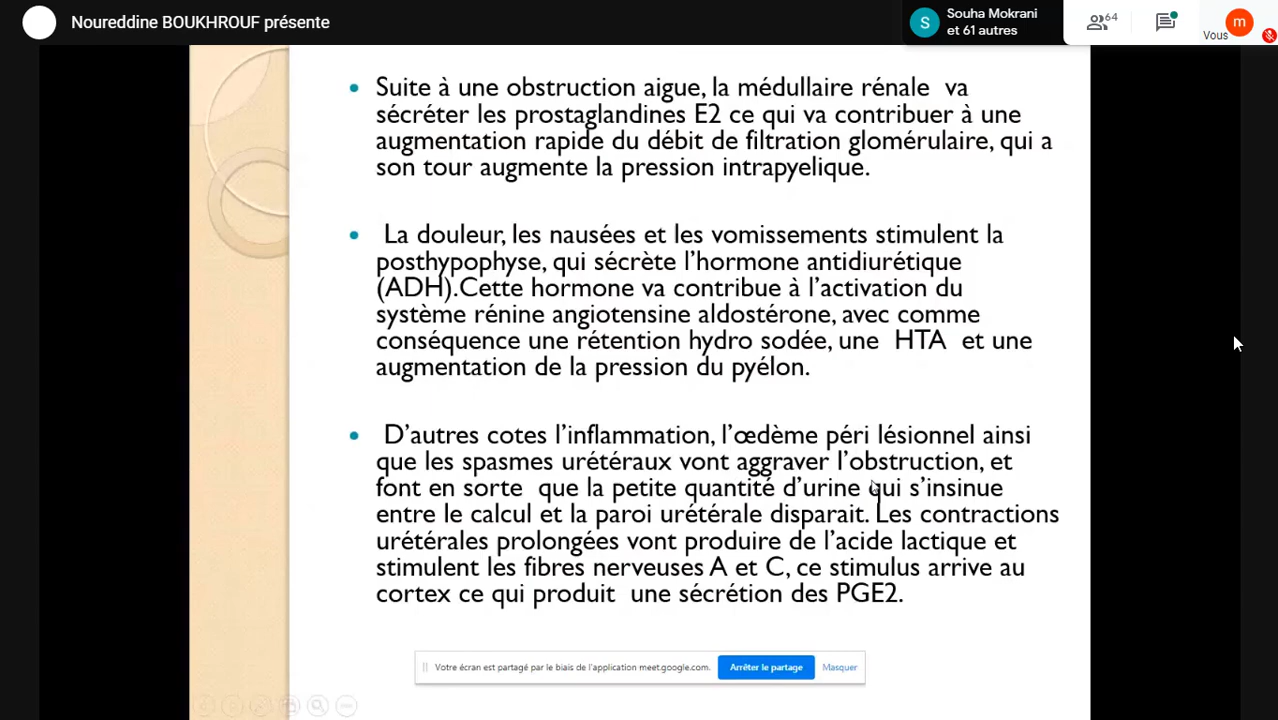 Noureddine BOUKHROUF présente
Souha Mokrani
et 61 autres
S
64
m
Vous
Suite à une obstruction aigue, la médullaire rénale va
sécréter les prostaglandines E2 ce qui va contribuer à une
augmentation rapide du débit de filtration glomérulaire, qui a
son tour augmente la pression intrapyelique.
La douleur, les nausées et les vomissements stimulent la
posthypophyse, qui sécrète l’hormone antidiurétique
(ADH).Cette hormone va contribue à l’activation du
système rénine angiotensine aldostérone, avec comme
conséquence une rétention hydro sodée, une HTA et une
augmentation de la pression du pyélon.
D’autres cotes l’inflammation, l’œdème péri lésionnel ainsi
que les spasmes urétéraux vont aggraver l’obstruction, et
font en sorte que la petite quantité d’urine qui s’insinue
entre le calcul et la paroi urétérale disparait. Les contractions
urétérales prolongées vont produire de l’acide lactique et
stimulent les fibres nerveuses A et C, ce stimulus arrive au
cortex ce qui produit une sécrétion des PGE2.
Votre écran est partagé par le biais de l'application meet.google.com.
Arrêter le partage
Masquer